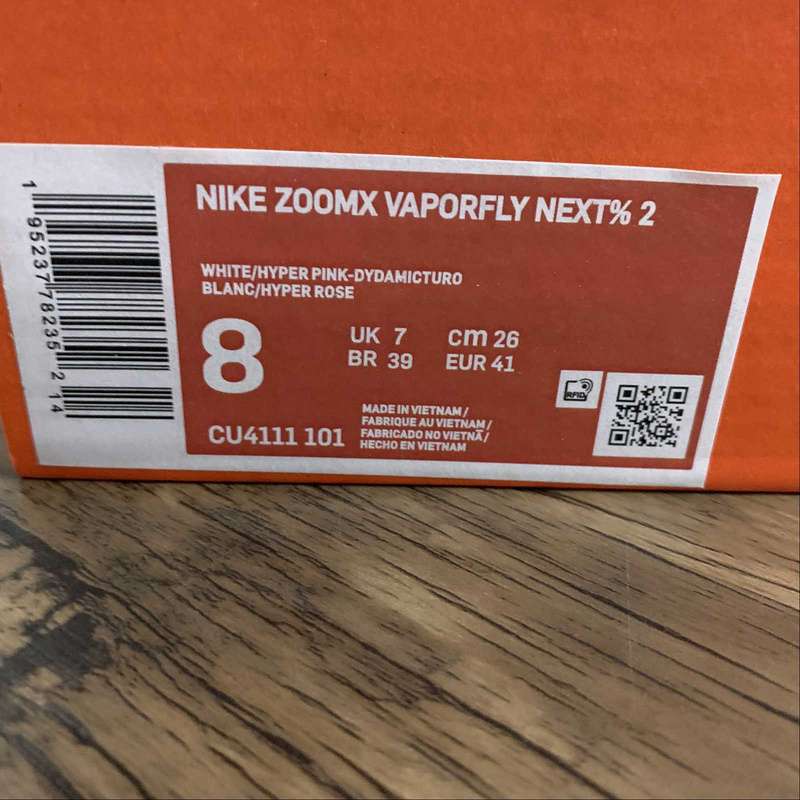 NIKE ZOOMX VAPORFLY NEXT% 2
WHITE/HYPER PINK-DYDAMICTURO
BLANC/HYPER ROSE
8
UK 7 cm 26
BR 39 EUR 41
CU4111 101
MADE IN VIETNAM /
FABRIQUE AU VIETNAM /
FABRICADO NO VIETNÃ /
HECHO EN VIETNAM
RFID
1 95237 78235 2 14